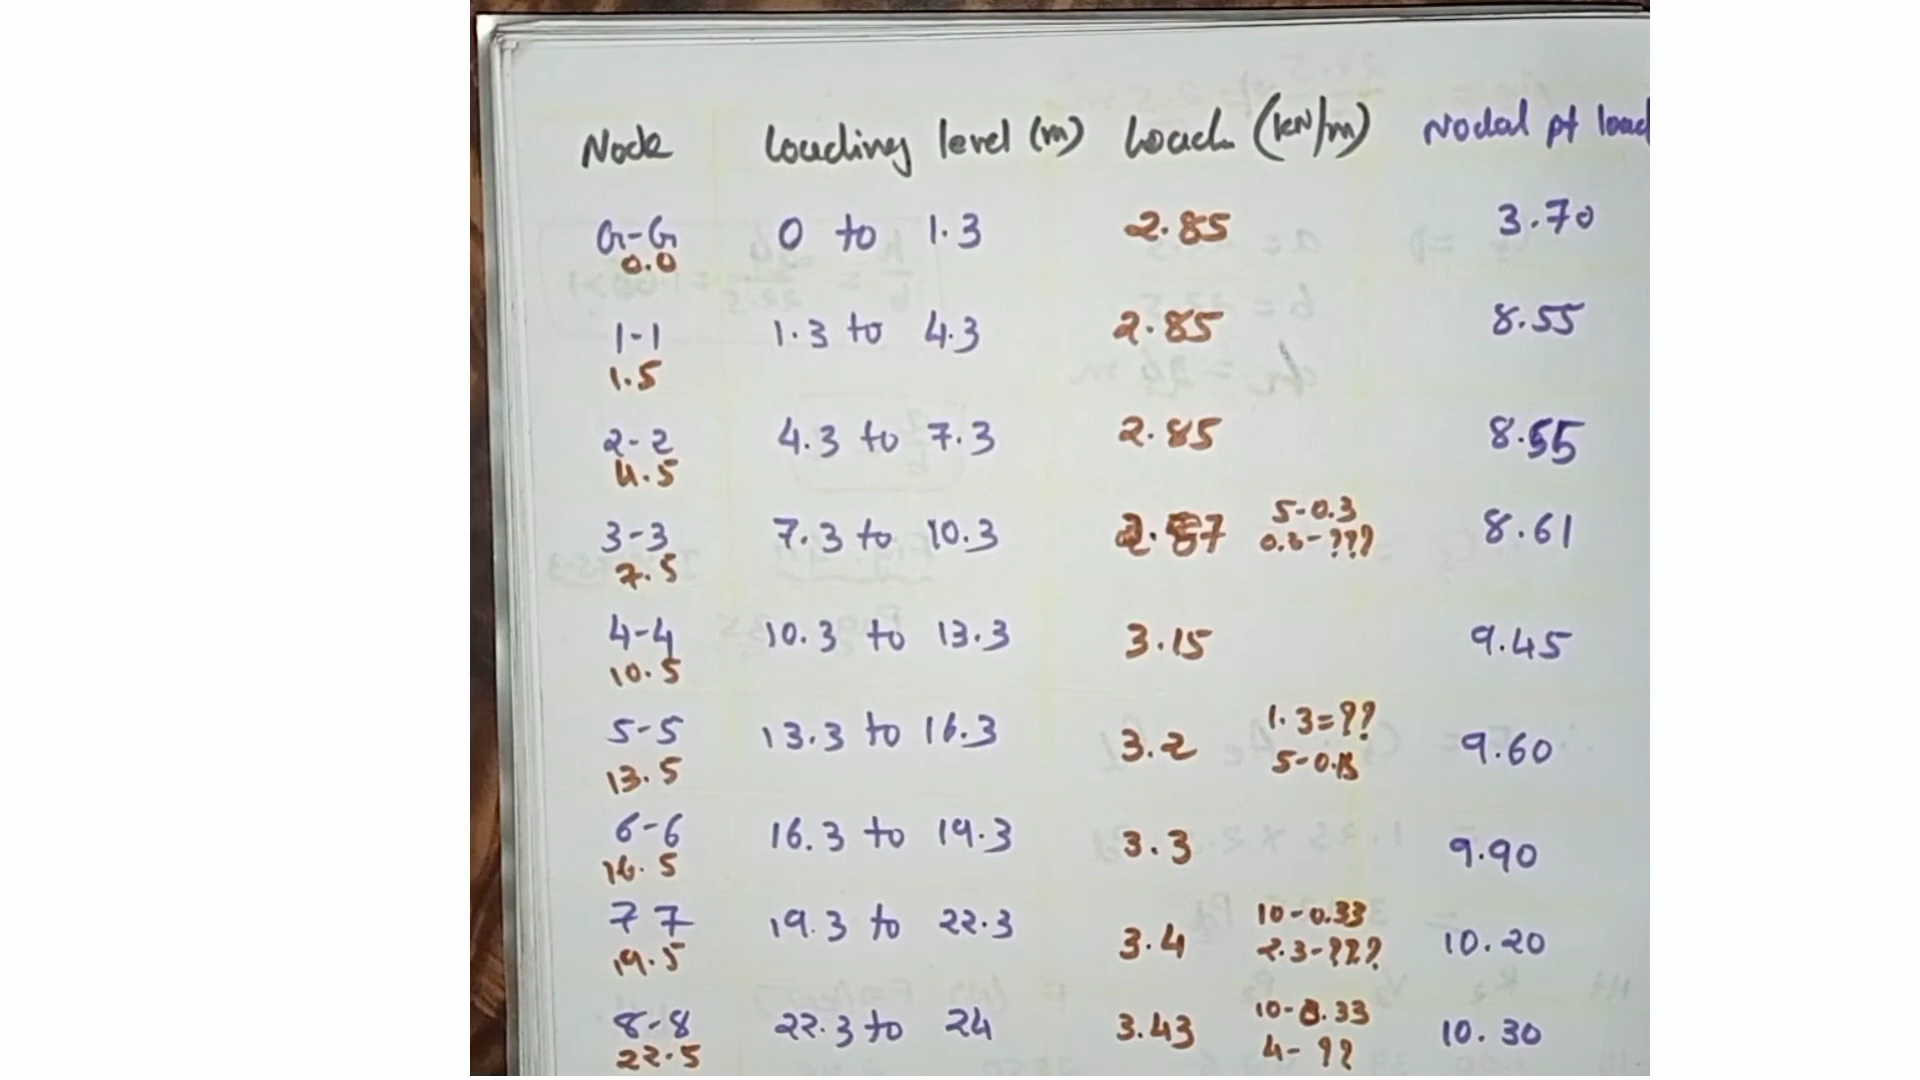 Node Loading level (m) Load (kN/m) Nodal pt load
G-G 0 to 1.3 2.85 3.70
0.0
1-1 1.3 to 4.3 2.85 8.55
1.5
2-2 4.3 to 7.3 2.85 8.55
4.5
3-3 7.3 to 10.3 2.87 5-0.3 8.61
7.5 0.3-???
4-4 10.3 to 13.3 3.15 9.45
10.5
5-5 13.3 to 16.3 3.2 1.3=?? 9.60
13.5 5-0.15
6-6 16.3 to 19.3 3.3 9.90
16.5
7 7 19.3 to 22.3 3.4 10-0.33 10.20
19.5 2.3-???
8-8 22.3 to 24 3.43 10-0.33 10.30
22.5 4-??